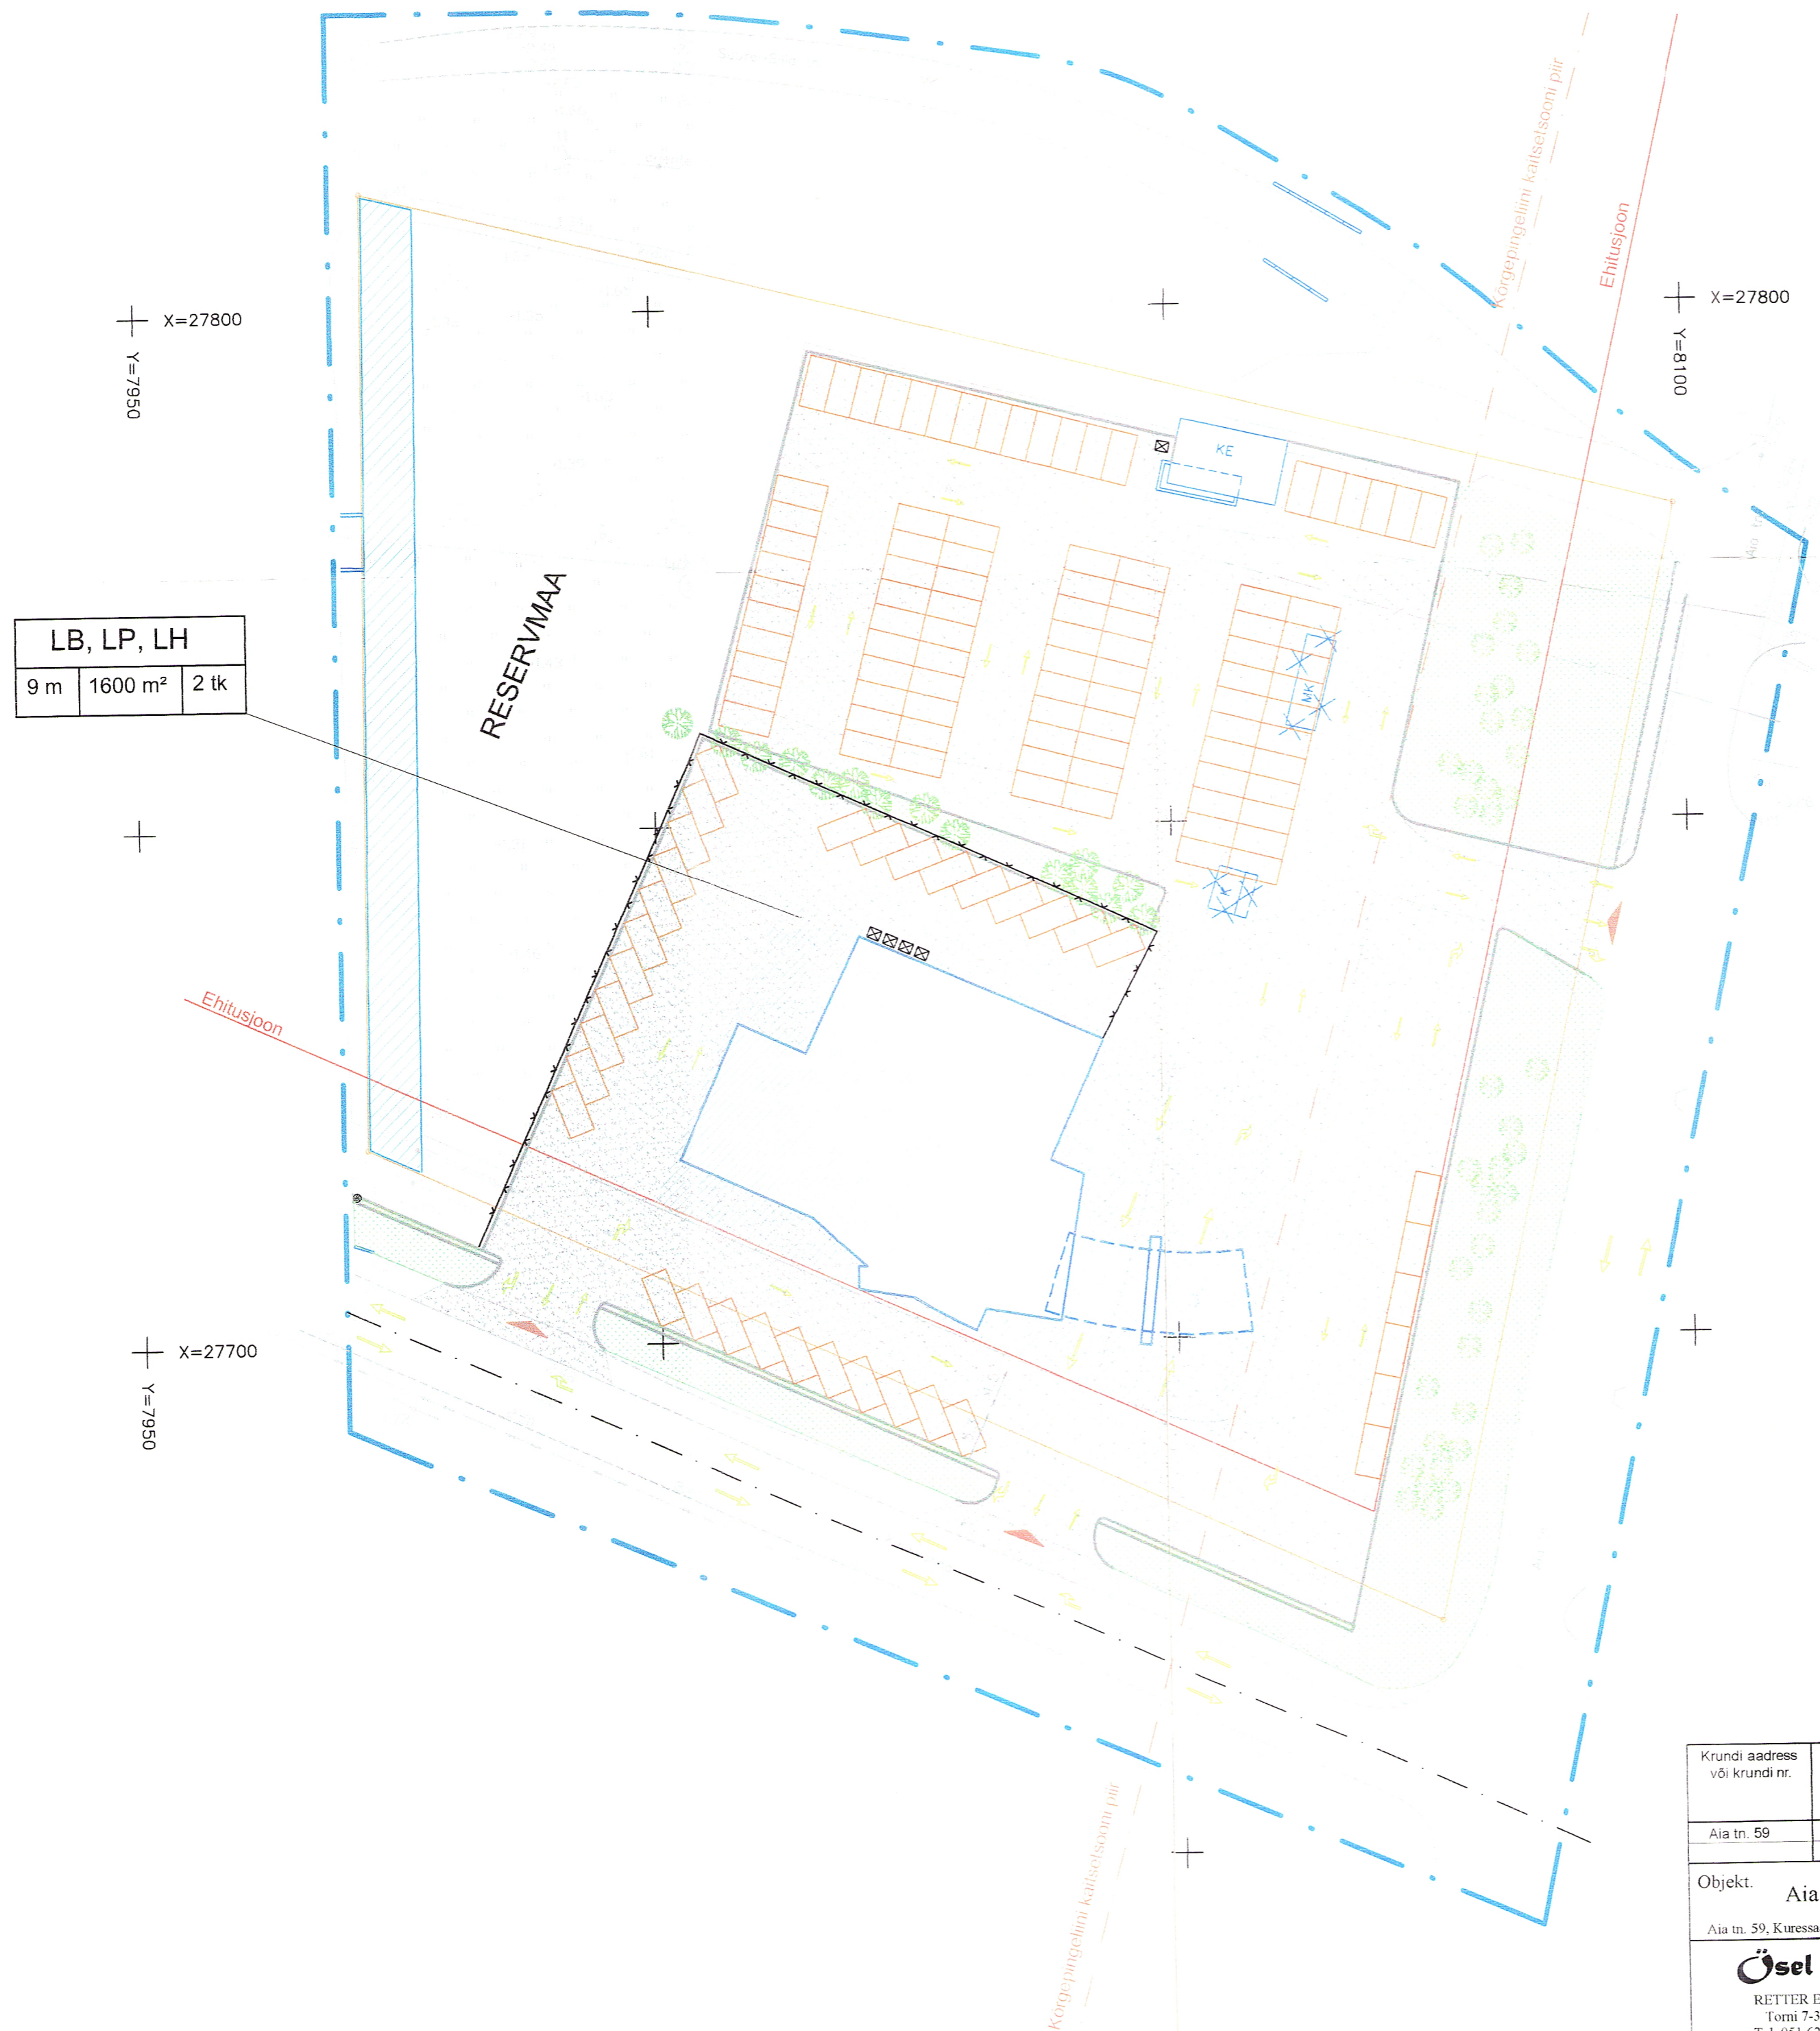 Kõrgepingeliini kaitsetsooni piir
Ehitusjoon
X=27800
Y=7950
X=27800
Y=8100
KE
LB, LP, LH
9 m 1600 m² 2 tk
RESERVMAA
MK
K
Ehitusjoon
X=27700
Y=7950
Kõrgepingeliini kaitsetsooni piir
Krundi aadress
või krundi nr.
Aia tn. 59
Objekt.
Aia
Aia tn. 59, Kuressa
Ösel
RETTER E
Torni 7-3